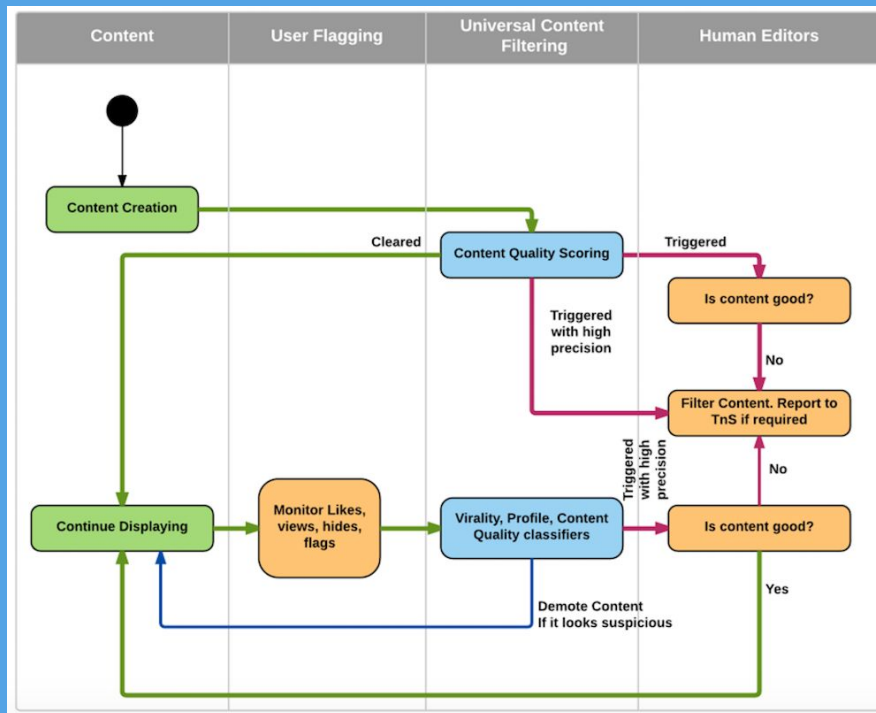 Content
User Flagging
Universal Content
Filtering
Human Editors
Content Creation
Cleared
Content Quality Scoring
Triggered
Is content good?
Triggered
with high
precision
No
Filter Content. Report to
TnS if required
Triggered
with high
precision
No
Continue Displaying
Monitor Likes,
views, hides,
flags
Virality, Profile, Content
Quality classifiers
Is content good?
Yes
Demote Content
If it looks suspicious